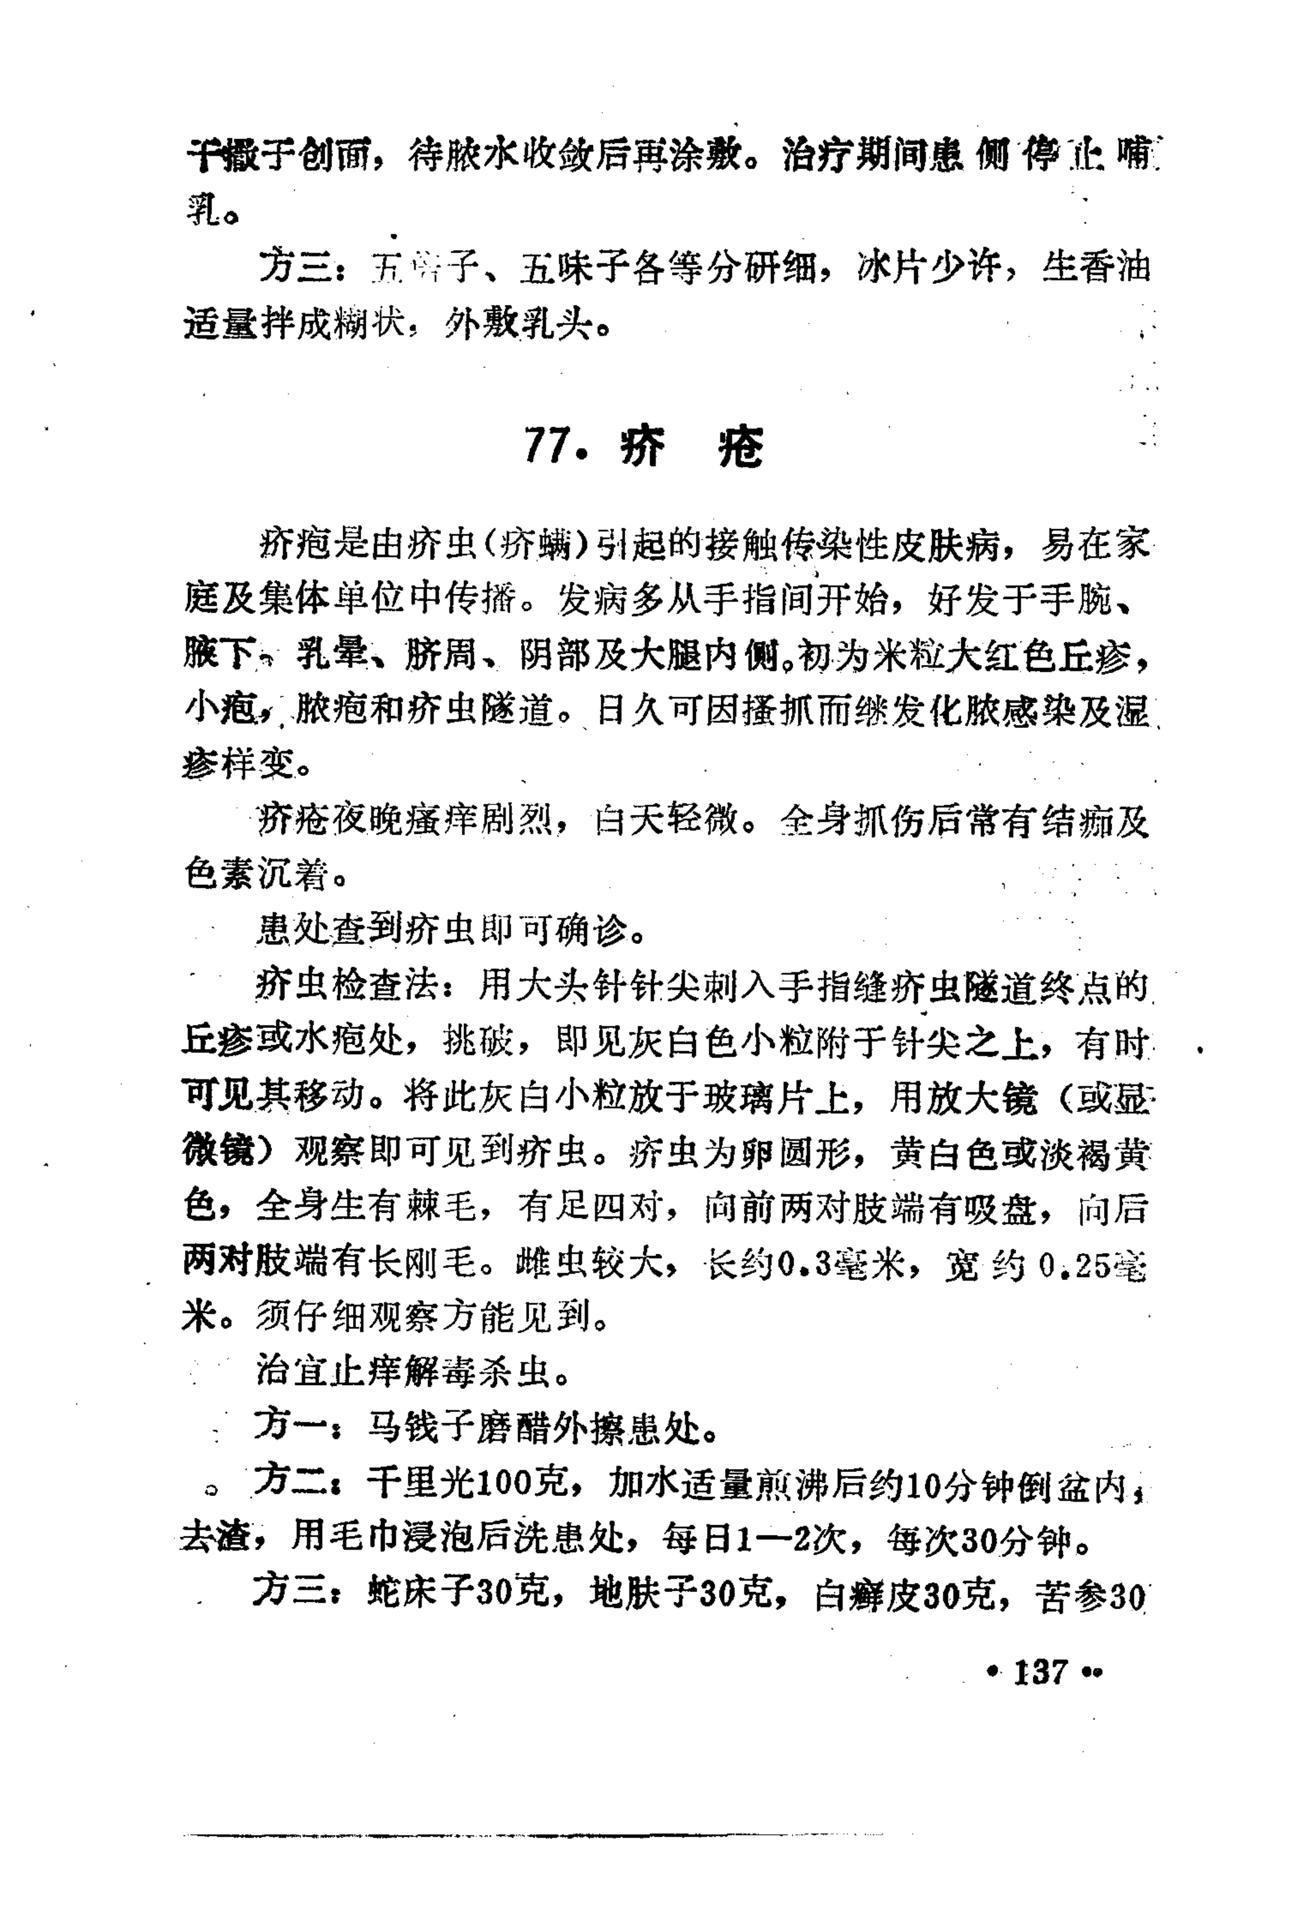 干撒于创面，待脓水收敛后再涂敷。治疗期间患侧停止哺
乳。
方三：五倍子、五味子各等分研细，冰片少许，生香油
适量拌成糊状，外敷乳头。
77．疥　疮
疥疱是由疥虫(疥螨)引起的接触传染性皮肤病，易在家
庭及集体单位中传播。发病多从手指间开始，好发于手腕、
腋下、乳晕、脐周、阴部及大腿内侧。初为米粒大红色丘疹，
小疱，脓疱和疥虫隧道。日久可因搔抓而继发化脓感染及湿
疹样变。
疥疮夜晚瘙痒剧烈，白天轻微。全身抓伤后常有结痂及
色素沉着。
患处查到疥虫即可确诊。
疥虫检查法：用大头针针尖刺入手指缝疥虫隧道终点的
丘疹或水疱处，挑破，即见灰白色小粒附于针尖之上，有时
可见其移动。将此灰白小粒放于玻璃片上，用放大镜（或显
微镜）观察即可见到疥虫。疥虫为卵圆形，黄白色或淡褐黄
色，全身生有棘毛，有足四对，向前两对肢端有吸盘，向后
两对肢端有长刚毛。雌虫较大，长约0.3毫米，宽约0.25毫
米。须仔细观察方能见到。
治宜止痒解毒杀虫。
方一：马钱子磨醋外擦患处。
方二：千里光100克，加水适量煎沸后约10分钟倒盆内，
去渣，用毛巾浸泡后洗患处，每日1—2次，每次30分钟。
方三：蛇床子30克，地肤子30克，白癣皮30克，苦参30
•137••